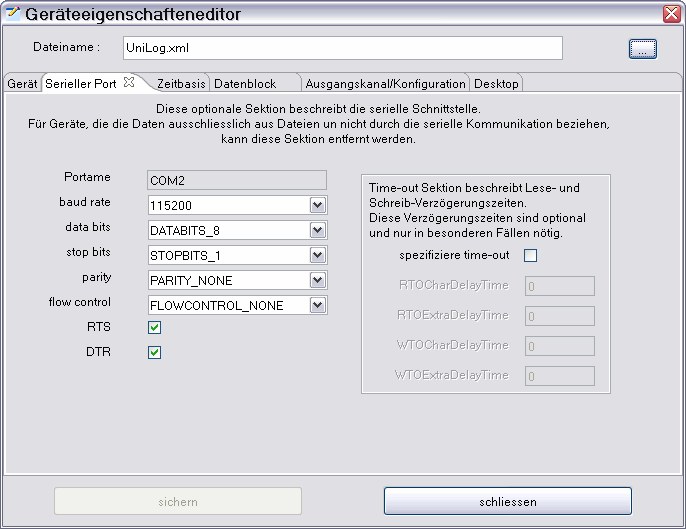 Geräteeigenschafteneditor
Dateiname : UniLog.xml ...
Gerät Serieller Port Zeitbasis Datenblock Ausgangskanal/Konfiguration Desktop
Diese optionale Sektion beschreibt die serielle Schnittstelle.
Für Geräte, die die Daten ausschliesslich aus Dateien un nicht durch die serielle Kommunikation beziehen,
kann diese Sektion entfernt werden.
Portame COM2
baud rate 115200
data bits DATABITS_8
stop bits STOPBITS_1
parity PARITY_NONE
flow control FLOWCONTROL_NONE
RTS
DTR
Time-out Sektion beschreibt Lese- und
Schreib-Verzögerungszeiten.
Diese Verzögerungszeiten sind optional
und nur in besonderen Fällen nötig.
spezifiziere time-out
RTOCharDelayTime 0
RTOExtraDelayTime 0
WTOCharDelayTime 0
WTOExtraDelayTime 0
sichern schliessen